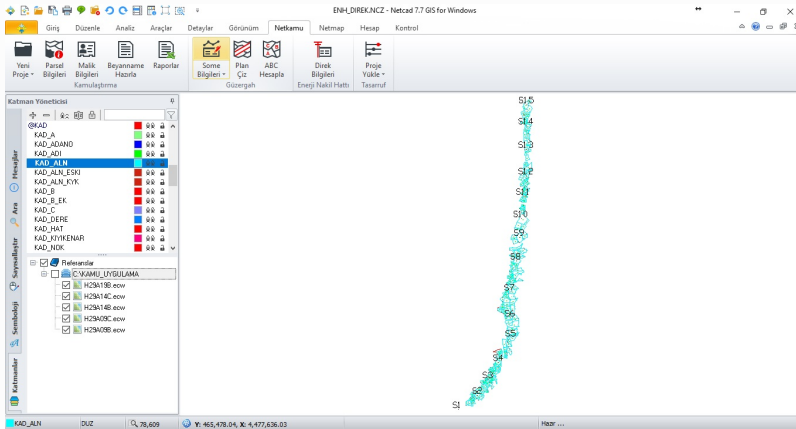 ENH_DIREK.NCZ - Netcad 7.7 GIS for Windows
Giriş Düzenle Analiz Araçlar Detaylar Görünüm Netkamu Netmap Hesap Kontrol
Yeni Proje Parsel Bilgileri Malik Bilgileri Beyanname Hazırla Raporlar Some Bilgileri Plan Çiz ABC Hesapla Direk Bilgileri Proje Yükle
Kamulaştırma Güzergah Enerji Nakil Hattı Tasarruf
Katman Yöneticisi
@KAD
KAD_A
KAD_ADANO
KAD_ADI
KAD_ALN
KAD_ALN_ESKI
KAD_ALN_KYK
KAD_B
KAD_B_EK
KAD_C
KAD_DERE
KAD_HAT
KAD_KIYIKENAR
KAD_NOK
Referanslar
C:\KAMU_UYGULAMA
H29A19B.ecw
H29A14C.ecw
H29A14B.ecw
H29A09C.ecw
H29A09B.ecw
Mesajlar
Ara
Sayısallaştır
Semboloji
Katmanlar
S15
S14
S13
S12
S11
S10
S9
S8
S7
S6
S5
S4
S3
S2
S1
KAD_ALN DUZ 78,609 Y: 465,478.04, X: 4,477,636.03 Hazır ...